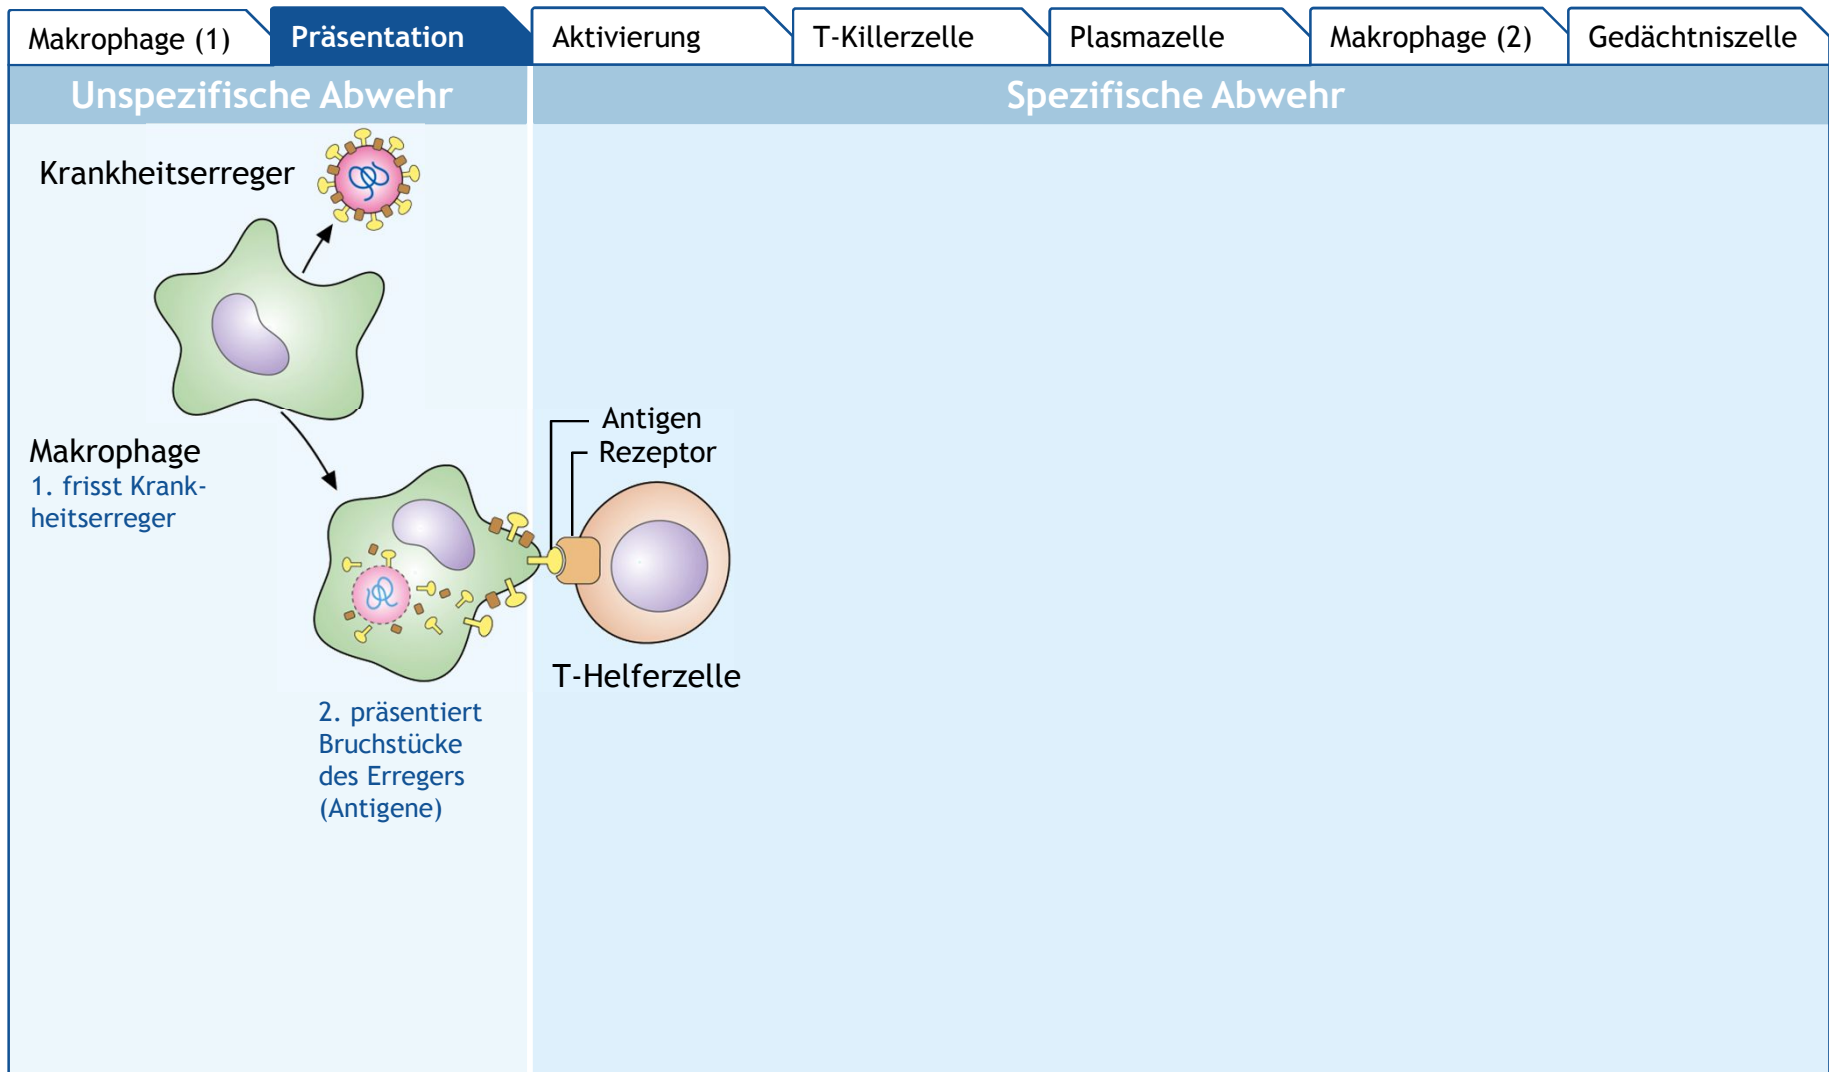 Makrophage (1)
Präsentation
Aktivierung
T-Killerzelle
Plasmazelle
Makrophage (2)
Gedächtniszelle
Unspezifische Abwehr
Spezifische Abwehr
Krankheitserreger
Makrophage
1. frisst Krank-
heitserreger
Antigen
Rezeptor
T-Helferzelle
2. präsentiert
Bruchstücke
des Erregers
(Antigene)